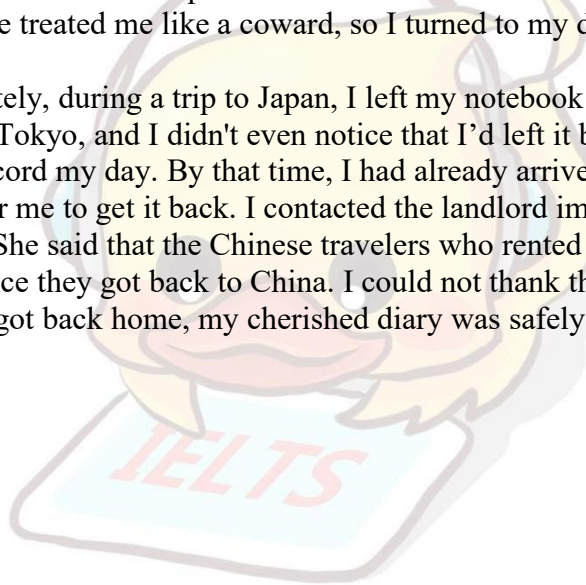 e treated me like a coward, so I turned to my d
tely, during a trip to Japan, I left my notebook
Tokyo, and I didn't even notice that I’d left it b
cord my day. By that time, I had already arrive
r me to get it back. I contacted the landlord im
She said that the Chinese travelers who rented
ce they got back to China. I could not thank th
got back home, my cherished diary was safely
IELTS